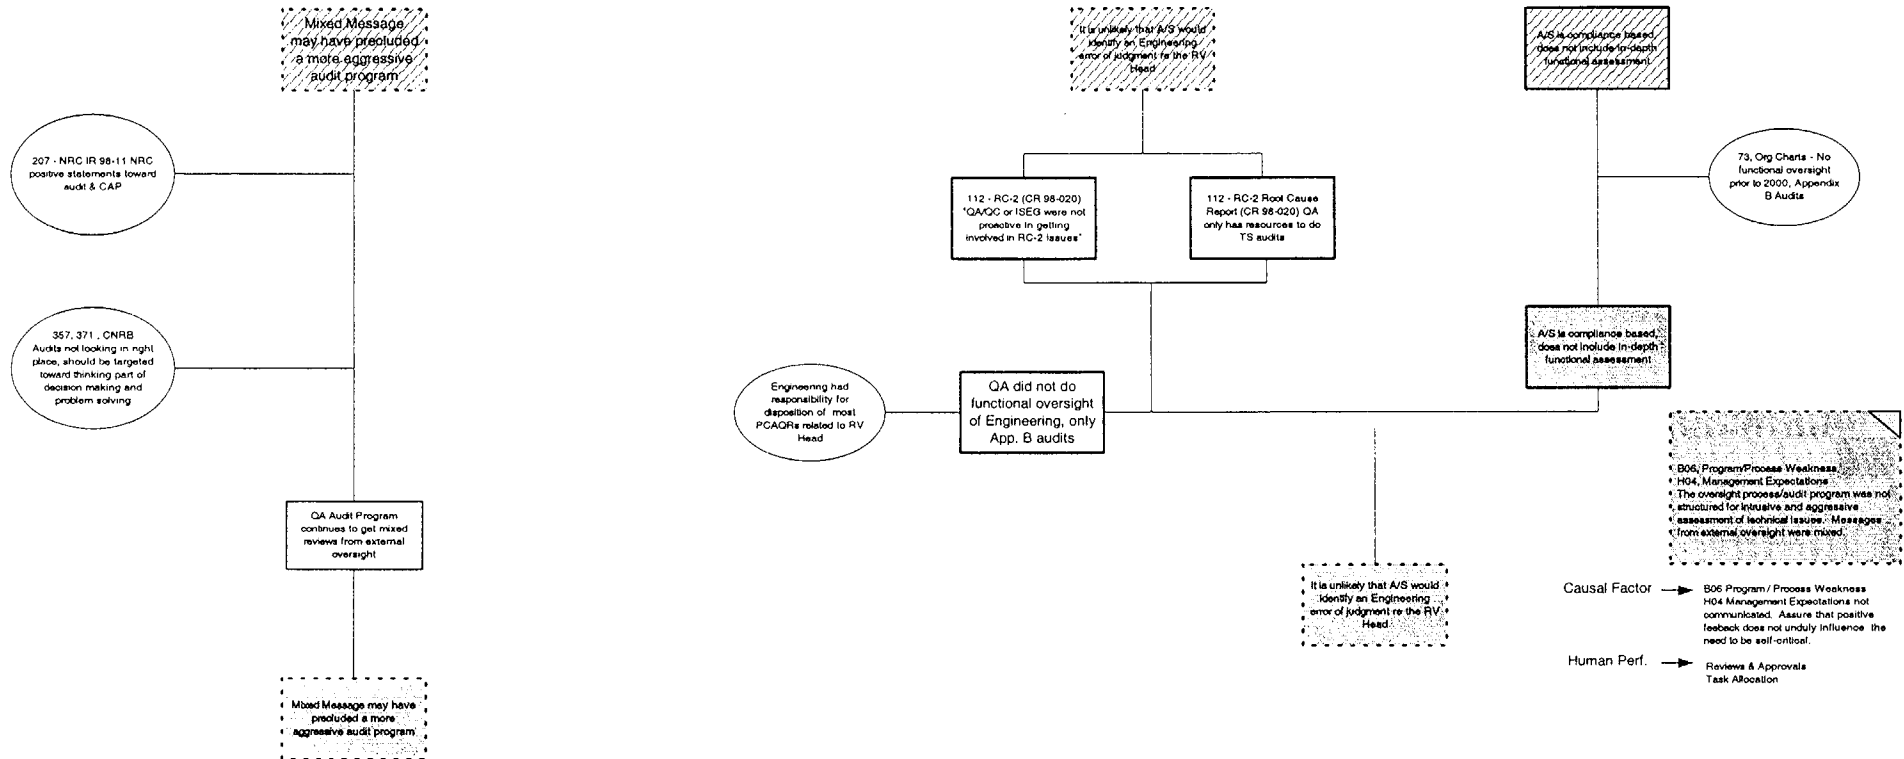 Mixed Message
may have precluded
a more aggressive
audit program
207 - NRC IR 98-11 NRC
positive statements toward
audit & CAP
357, 371 , CNRB
Audits not looking in right
place, should be targeted
toward thinking part of
decision making and
problem solving
QA Audit Program
continues to get mixed
reviews from external
oversight
Mixed Message may have
precluded a more
aggressive audit program
It is unlikely that A/S would
identify an Engineering
error of judgment re the RV
Head
112 - RC-2 (CR 98-020)
"QA/QC or ISEG were not
proactive in getting
involved in RC-2 issues"
112 - RC-2 Root Cause
Report (CR 98-020) QA
only has resources to do
TS audits
Engineering had
responsibility for
disposition of most
PCAQRs related to RV
Head
QA did not do
functional oversight
of Engineering, only
App. B audits
It is unlikely that A/S would
identify an Engineering
error of judgment re the RV
Head
A/S is compliance based,
does not include in-depth
functional assessment
73, Org Charts - No
functional oversight
prior to 2000, Appendix
B Audits
A/S is compliance based,
does not include in-depth
functional assessment
B06, Program/Process Weakness,
H04, Management Expectations
The oversight process/audit program was not
structured for intrusive and aggressive
assessment of technical issues. Messages
from external oversight were mixed.
Causal Factor
B06 Program / Process Weakness
H04 Management Expectations not
communicated. Assure that positive
feeback does not unduly influence the
need to be self-critical.
Human Perf.
Reviews & Approvals
Task Allocation